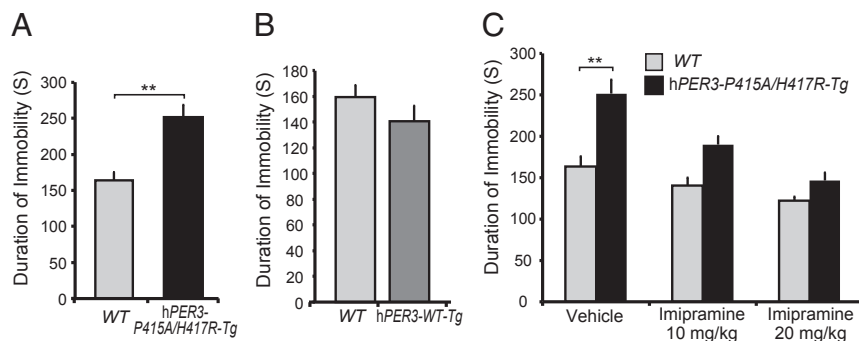 A
Duration of Immobility (S)
300
250
200
150
100
50
0
**
WT
hPER3-
P415A/H417R-Tg
B
Duration of Immobility (S)
180
160
140
120
100
80
60
40
20
0
WT
hPER3-WT-Tg
C
Duration of Immobility (S)
300
250
200
150
100
50
0
**
WT
hPER3-P415A/H417R-Tg
Vehicle
Imipramine
10 mg/kg
Imipramine
20 mg/kg